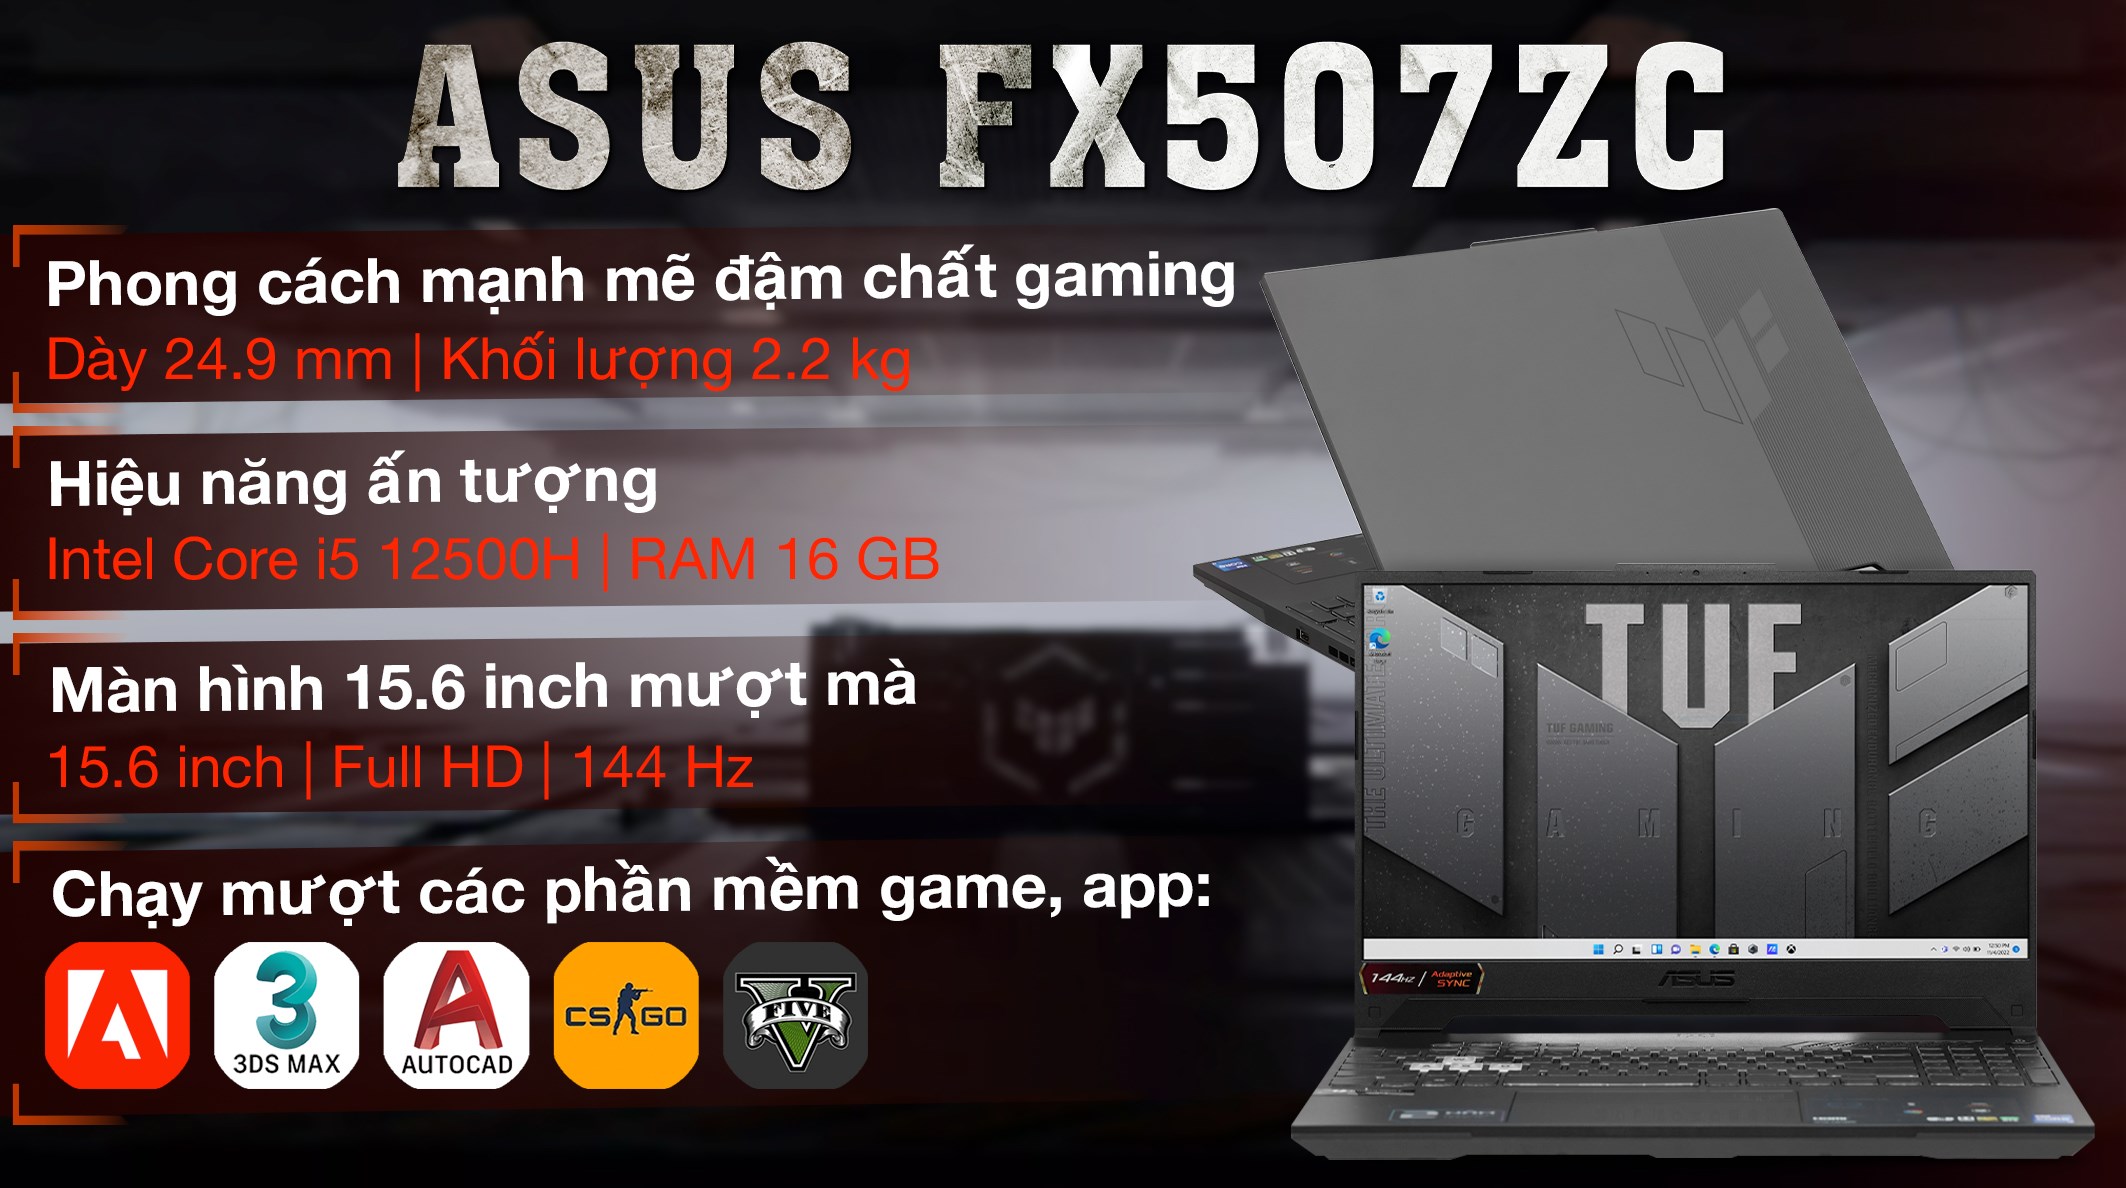 ASUS FX507ZC
Phong cách mạnh mẽ đậm chất gaming
Dày 24.9 mm | Khối lượng 2.2 kg
Hiệu năng ấn tượng
Intel Core i5 12500H | RAM 16 GB
Màn hình 15.6 inch mượt mà
15.6 inch | Full HD | 144 Hz
Chạy mượt các phần mềm game, app:
3DS MAX
AUTOCAD
CS GO
V FIVE
TUF
THE ULTIMATE
TUF GAMING
GAMING
144HZ / Adaptive SYNC
ASUS